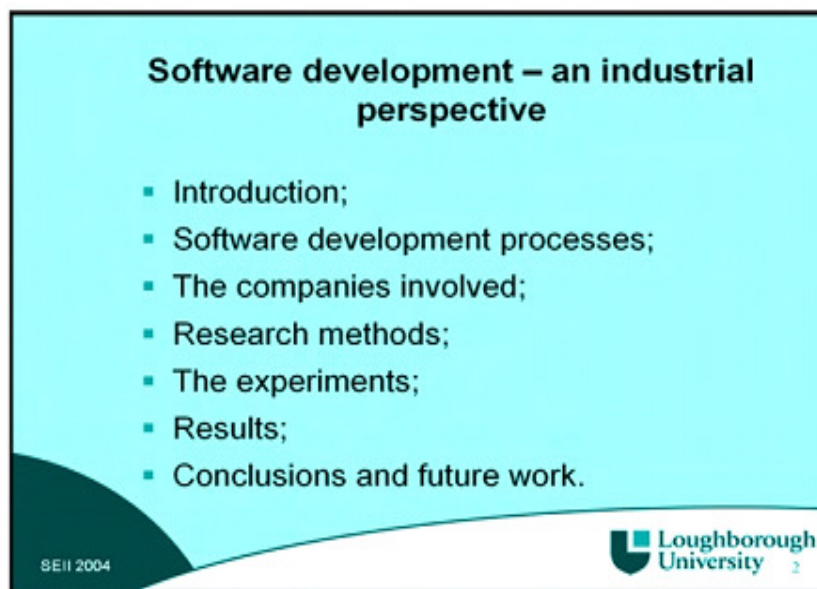 Software development – an industrial
perspective
Introduction;
Software development processes;
The companies involved;
Research methods;
The experiments;
Results;
Conclusions and future work.
SEII 2004
Loughborough
University
2